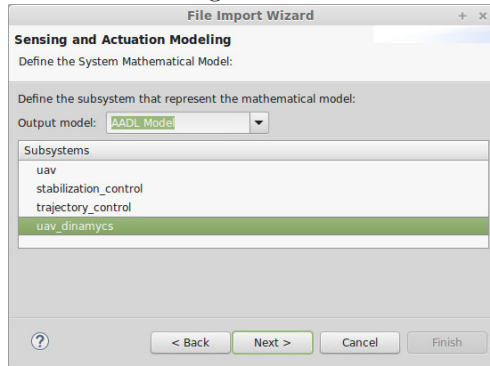 File Import Wizard + ×
Sensing and Actuation Modeling
Define the System Mathematical Model:
Define the subsystem that represent the mathematical model:
Output model: AADL Model
Subsystems
uav
stabilization_control
trajectory_control
uav_dinamycs
? < Back Next > Cancel Finish